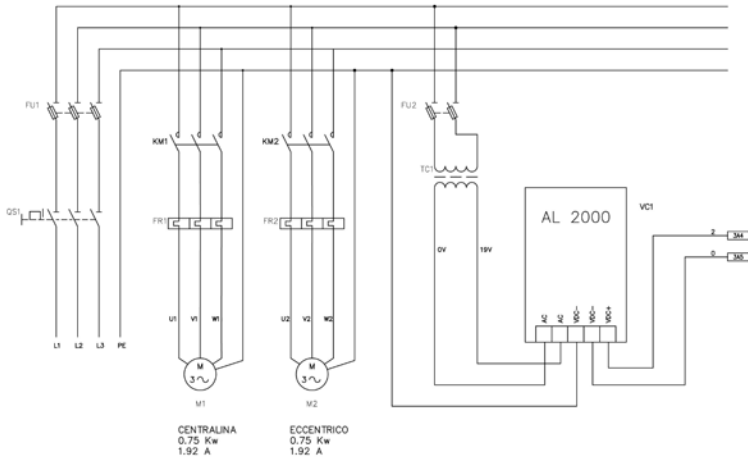 FU1
FU2
KM1
KM2
TC1
QS1
FR1
FR2
AL 2000
VC1
2
3A4
0
3A5
0V
19V
U1
V1
W1
U2
V2
W2
AC
AC
VDC-
VDC-
VDC+
L1
L2
L3
PE
M
3
M
3
M1
M2
CENTRALINA
0.75 Kw
1.92 A
ECCENTRICO
0.75 Kw
1.92 A